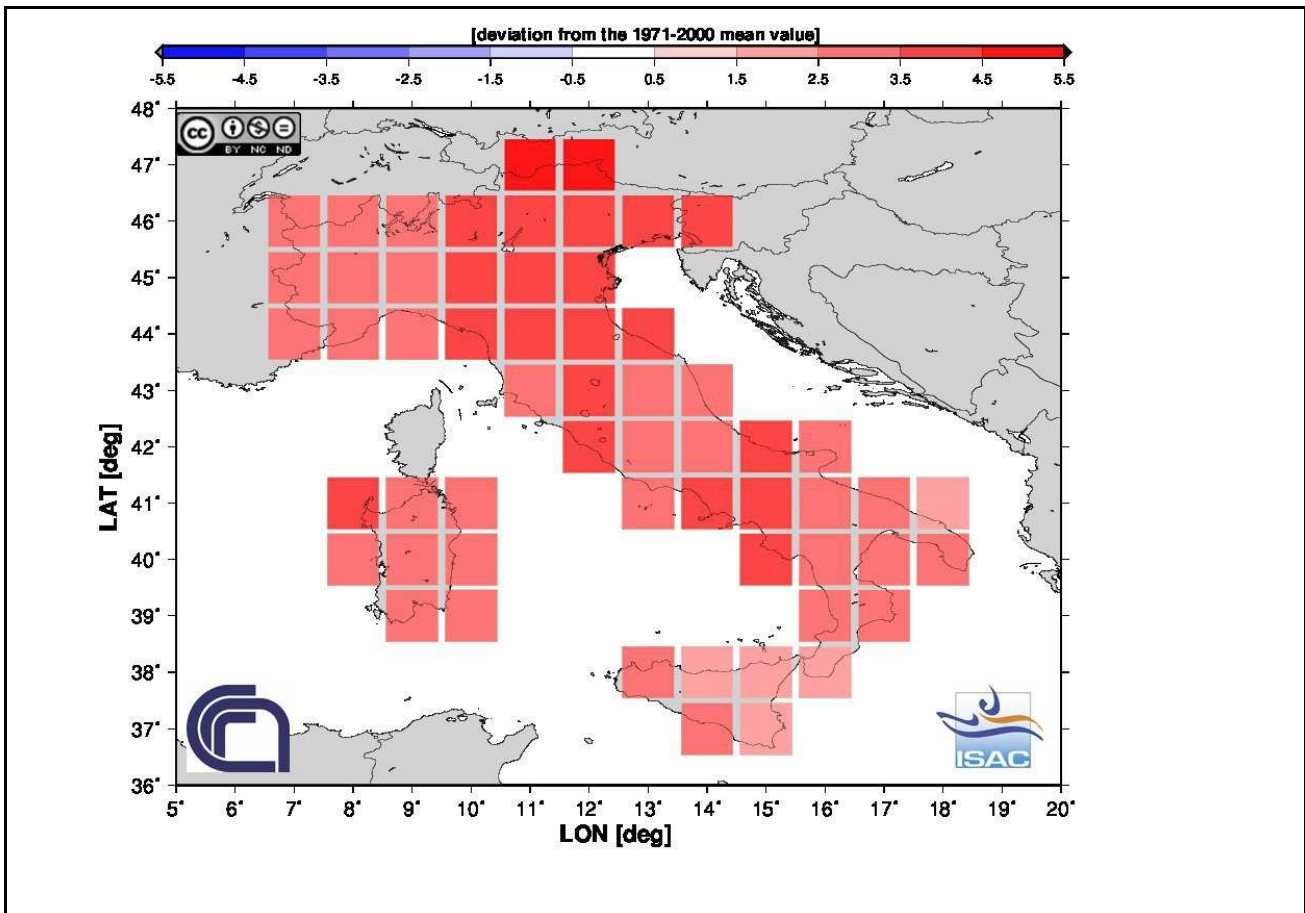 [deviation from the 1971-2000 mean value]
-5.5 -4.5 -3.5 -2.5 -1.5 -0.5 0.5 1.5 2.5 3.5 4.5 5.5
cc
BY NC ND
48°
47°
46°
45°
44°
43°
42°
41°
40°
39°
38°
37°
36°
LAT [deg]
ISAC
5° 6° 7° 8° 9° 10° 11° 12° 13° 14° 15° 16° 17° 18° 19° 20°
LON [deg]